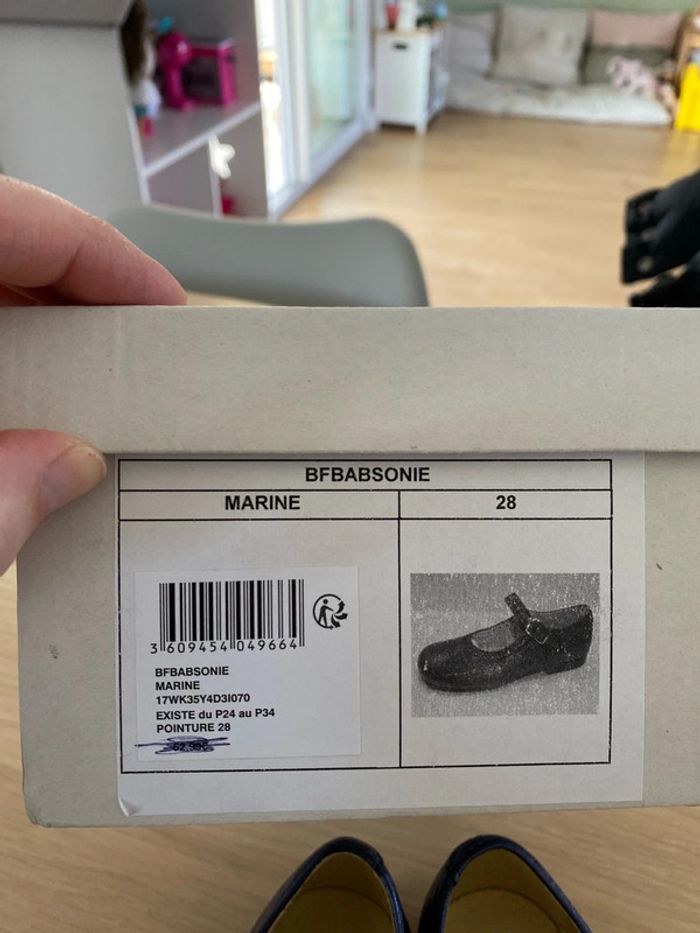 BFBABSONIE
MARINE 28
3 609454 049664
BFBABSONIE
MARINE
17WK35Y4D3I070
EXISTE du P24 au P34
POINTURE 28